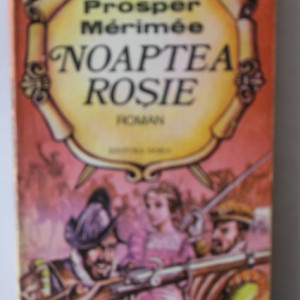 Prosper
Mérimée
NOAPTEA
ROȘIE
ROMAN